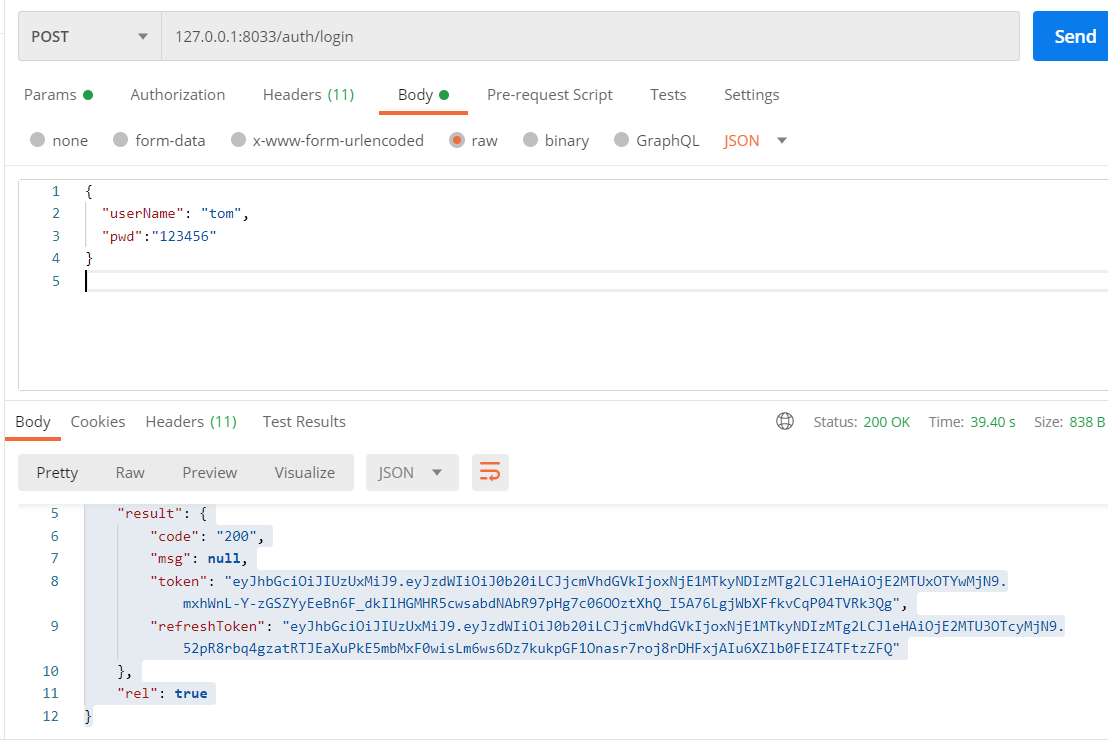 POST 127.0.0.1:8033/auth/login Send
Params Authorization Headers (11) Body Pre-request Script Tests Settings
none form-data x-www-form-urlencoded raw binary GraphQL JSON
1 {
2 "userName": "tom",
3 "pwd":"123456"
4 }
5
Body Cookies Headers (11) Test Results Status: 200 OK Time: 39.40 s Size: 838 B
Pretty Raw Preview Visualize JSON
5 "result": {
6 "code": "200",
7 "msg": null,
8 "token": "eyJhbGciOiJIUzUxMiJ9.eyJzdWIiOiJ0b20iLCJjcmVhdGVkIjoxNjE1MTkyNDIzMTg2LCJleHAiOjE2MTUxOTYwMjN9.
mxhWnL-Y-zGSZYyEeBn6F_dkIlHGMHR5cwsabdNAbR97pHg7c06OOztXhQ_I5A76LgjWbXFfkvCqP04TVRk3Qg",
9 "refreshToken": "eyJhbGciOiJIUzUxMiJ9.eyJzdWIiOiJ0b20iLCJjcmVhdGVkIjoxNjE1MTkyNDIzMTg2LCJleHAiOjE2MTU3OTcyMjN9.
52pR8rbq4gzatRTJEaXuPkE5mbMxF0wisLm6ws6Dz7kukpGF1Onasr7roj8rDHFxjAIu6XZlb0FEIZ4TFtzZFQ"
10 },
11 "rel": true
12 }